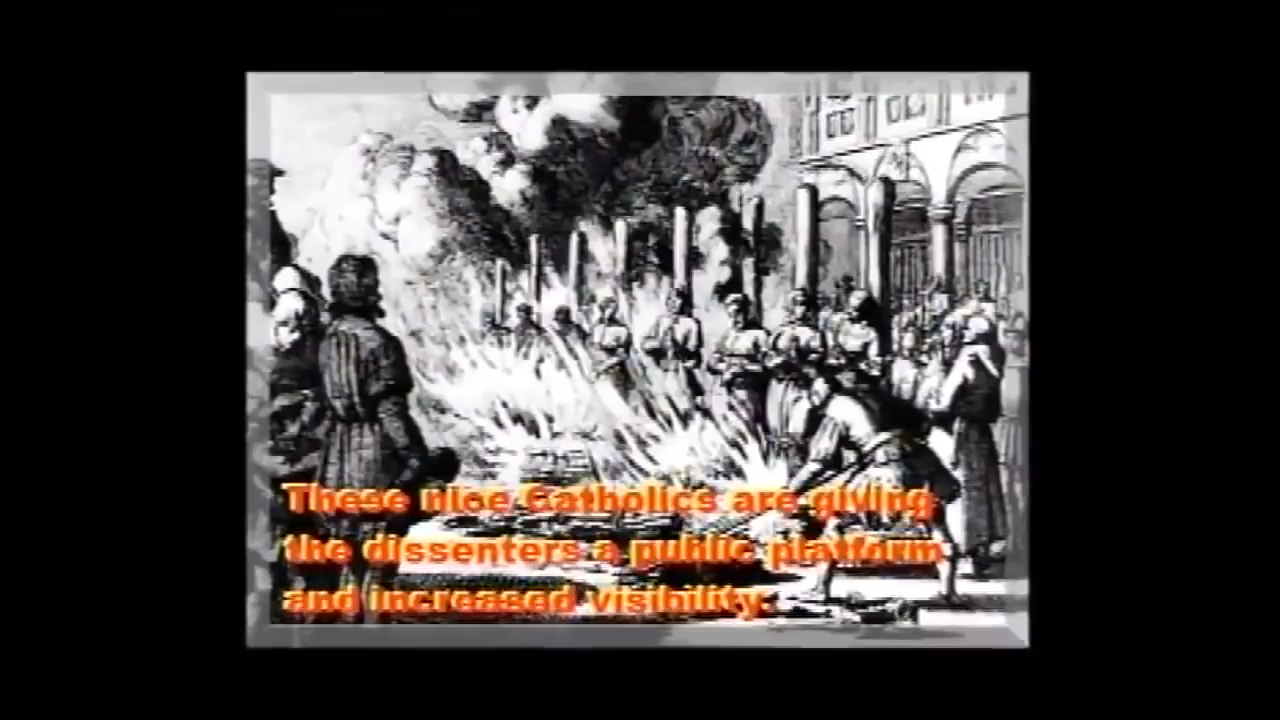 These nice Catholics are giving
the dissenters a public platform
and increased visibility.